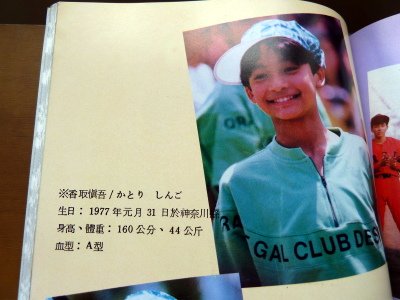 ※香取慎吾/かとり しんご
生日：1977年元月31日於神奈川縣
身高、體重：160公分、44公斤
血型：A型
GAL CLUB DES